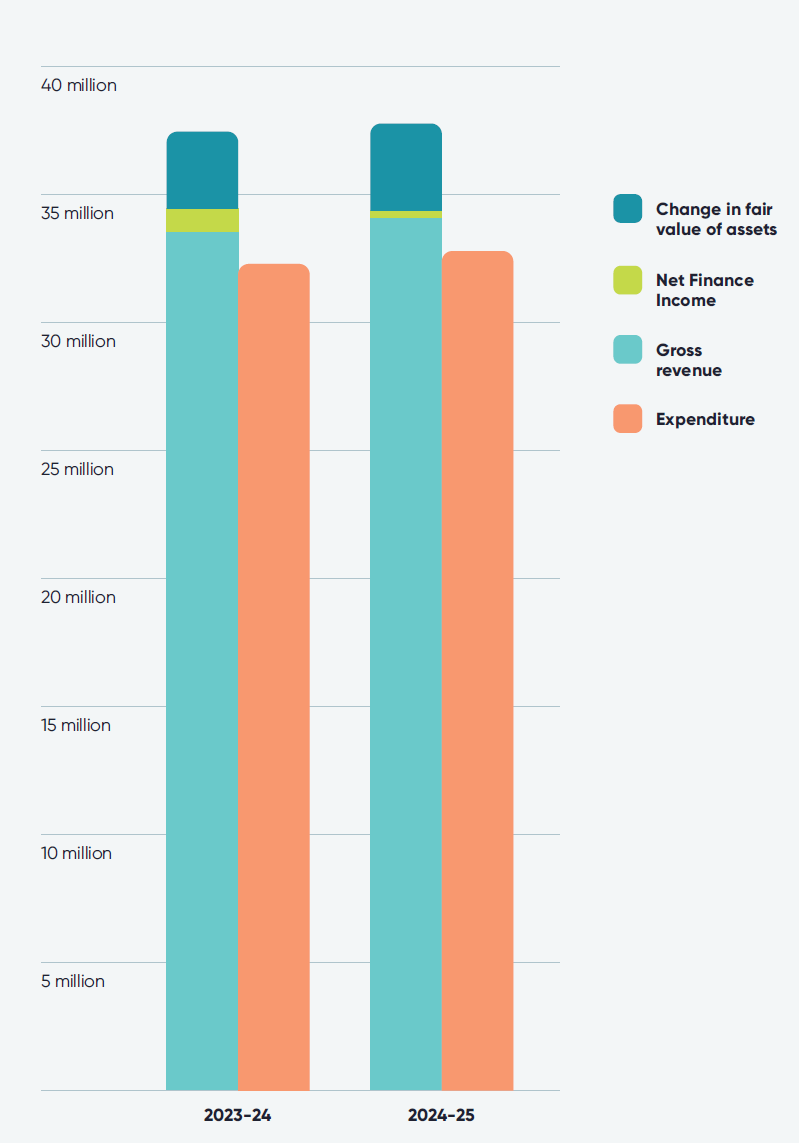 40 million
35 million
30 million
25 million
20 million
15 million
10 million
5 million
2023-24
2024-25
Change in fair
value of assets
Net Finance
Income
Gross
revenue
Expenditure